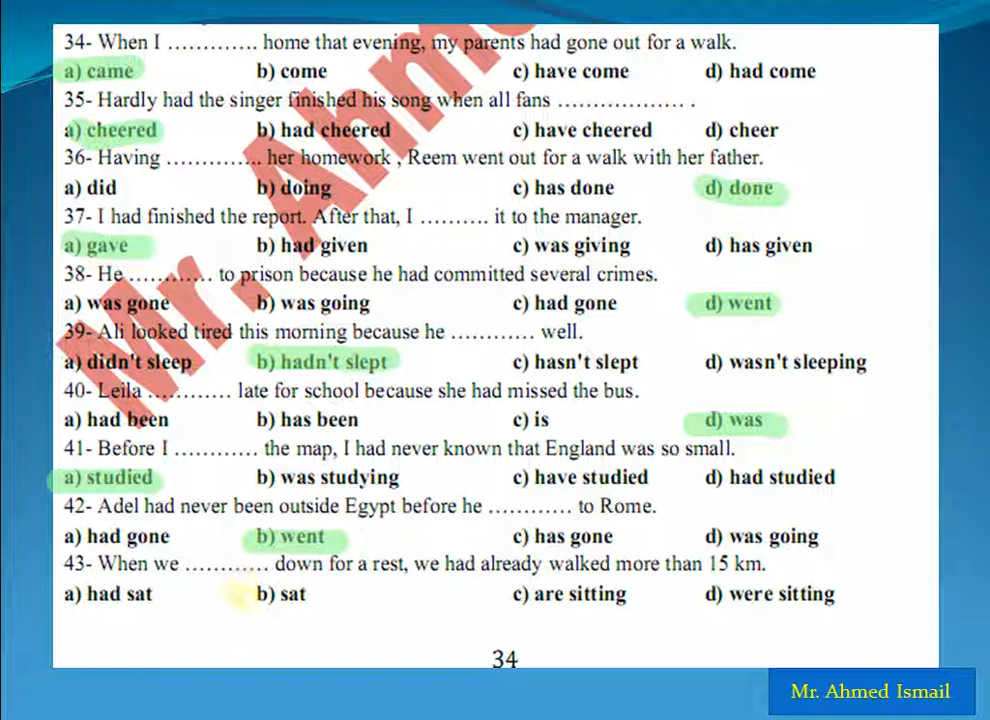 34- When I ............. home that evening, my parents had gone out for a walk.
a) came b) come c) have come d) had come
35- Hardly had the singer finished his song when all fans .................. .
a) cheered b) had cheered c) have cheered d) cheer
36- Having .............. her homework , Reem went out for a walk with her father.
a) did b) doing c) has done d) done
37- I had finished the report. After that, I .......... it to the manager.
a) gave b) had given c) was giving d) has given
38- He ............ to prison because he had committed several crimes.
a) was gone b) was going c) had gone d) went
39- Ali looked tired this morning because he ............ well.
a) didn't sleep b) hadn't slept c) hasn't slept d) wasn't sleeping
40- Leila ............ late for school because she had missed the bus.
a) had been b) has been c) is d) was
41- Before I ............ the map, I had never known that England was so small.
a) studied b) was studying c) have studied d) had studied
42- Adel had never been outside Egypt before he ............ to Rome.
a) had gone b) went c) has gone d) was going
43- When we ............ down for a rest, we had already walked more than 15 km.
a) had sat b) sat c) are sitting d) were sitting
34
Mr. Ahmed Ismail